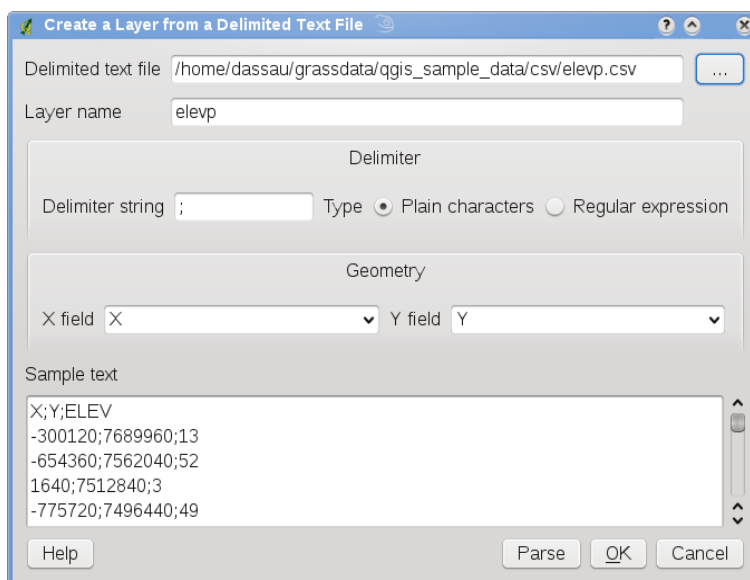 Create a Layer from a Delimited Text File
Delimited text file /home/dassau/grassdata/qgis_sample_data/csv/elevp.csv ...
Layer name elevp
Delimiter
Delimiter string ; Type Plain characters Regular expression
Geometry
X field X Y field Y
Sample text
X;Y;ELEV
-300120;7689960;13
-654360;7562040;52
1640;7512840;3
-775720;7496440;49
Help Parse OK Cancel